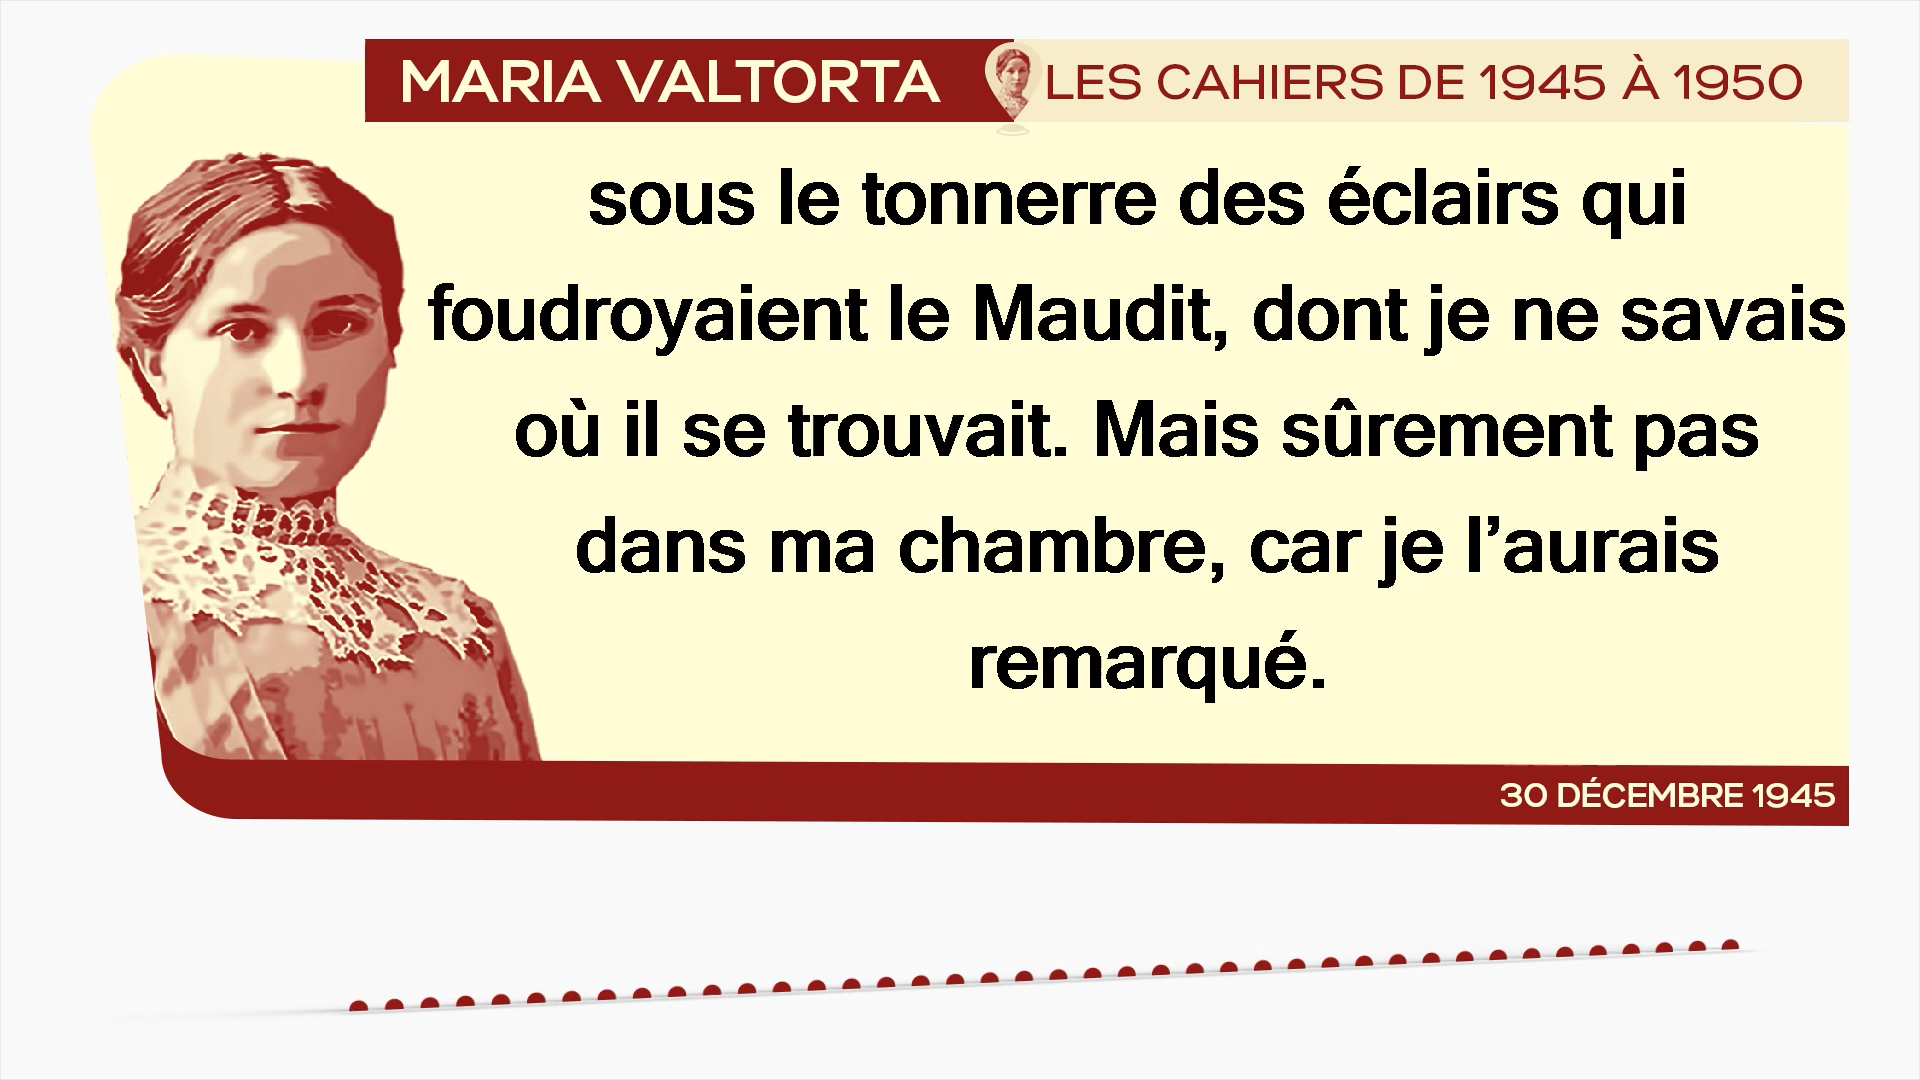 MARIA VALTORTA
LES CAHIERS DE 1945 À 1950
sous le tonnerre des éclairs qui
foudroyaient le Maudit, dont je ne savais
où il se trouvait. Mais sûrement pas
dans ma chambre, car je l’aurais
remarqué.
30 DÉCEMBRE 1945